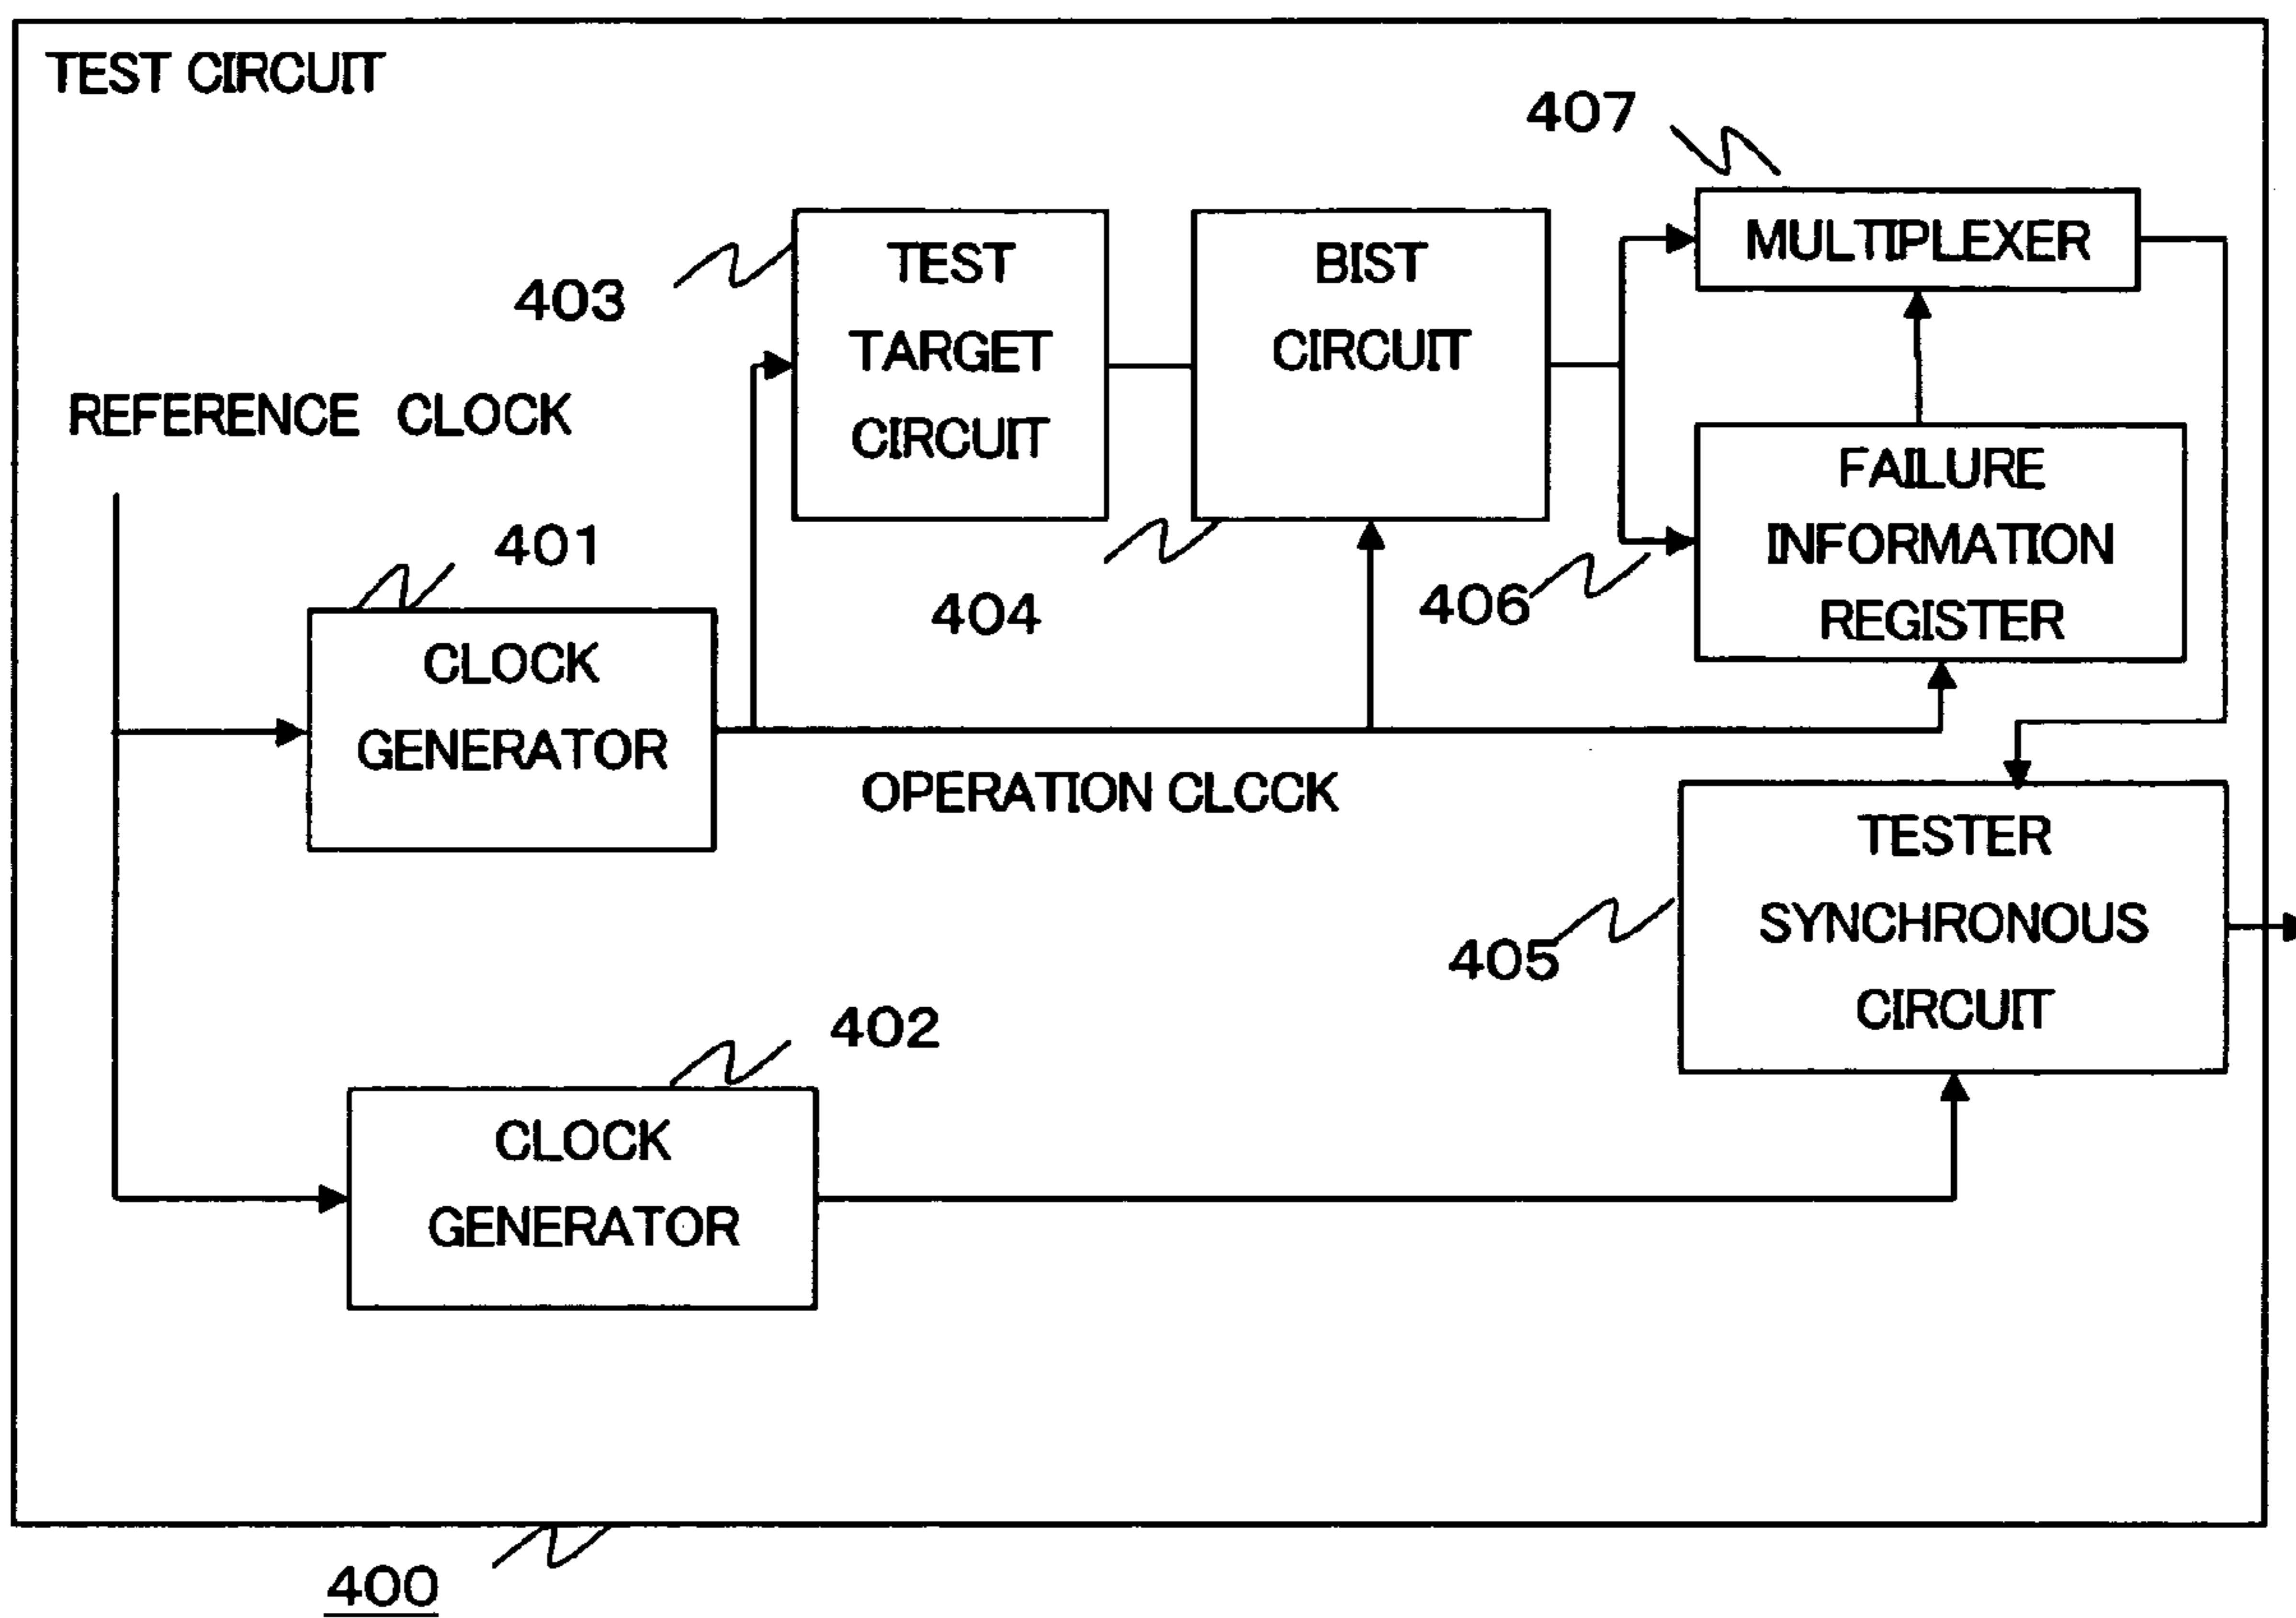 TEST CIRCUIT
407
MULTIPLEXER
TEST
TARGET
CIRCUIT
BIST
CIRCUIT
403
REFERENCE CLOCK
FAILURE
INFORMATION
REGISTER
401
404
406
CLOCK
GENERATOR
OPERATION CLCCK
TESTER
SYNCHRONOUS
CIRCUIT
405
402
CLOCK
GENERATOR
400